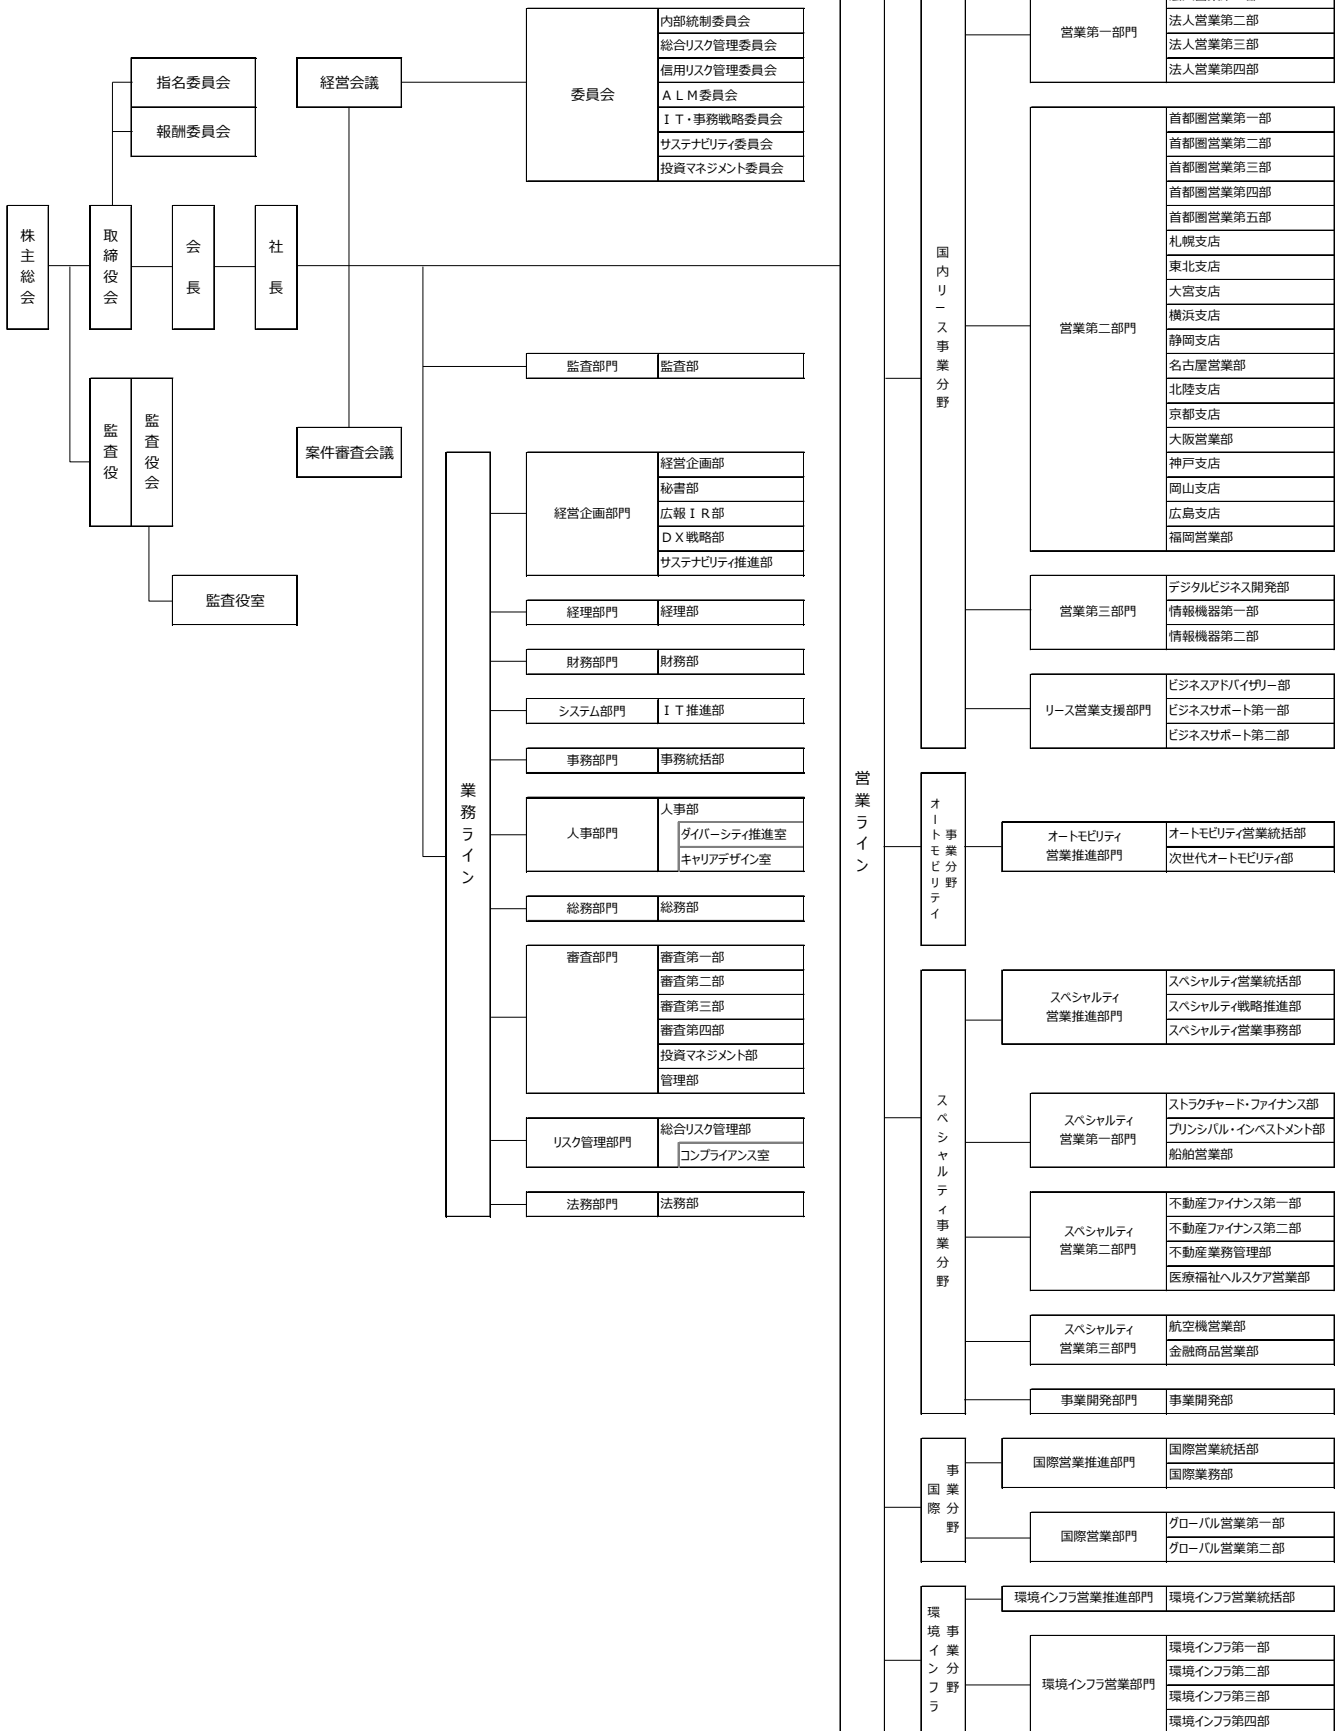 内部統制委員会
総合リスク管理委員会
信用リスク管理委員会
委員会
ＡＬＭ委員会
ＩＴ・事務戦略委員会
サステナビリティ委員会
投資マネジメント委員会
指名委員会
報酬委員会
経営会議
株主総会
取締役会
会長
社長
監査役
監査役会
監査役室
案件審査会議
監査部門
監査部
業務ライン
経営企画部門
経営企画部
秘書部
広報ＩＲ部
ＤＸ戦略部
サステナビリティ推進部
経理部門
経理部
財務部門
財務部
システム部門
ＩＴ推進部
事務部門
事務統括部
人事部門
人事部
ダイバーシティ推進室
キャリアデザイン室
総務部門
総務部
審査部門
審査第一部
審査第二部
審査第三部
審査第四部
投資マネジメント部
管理部
リスク管理部門
総合リスク管理部
コンプライアンス室
法務部門
法務部
営業ライン
国内リース事業分野
営業第一部門
法人営業第二部
法人営業第三部
法人営業第四部
営業第二部門
首都圏営業第一部
首都圏営業第二部
首都圏営業第三部
首都圏営業第四部
首都圏営業第五部
札幌支店
東北支店
大宮支店
横浜支店
静岡支店
名古屋営業部
北陸支店
京都支店
大阪営業部
神戸支店
岡山支店
広島支店
福岡営業部
営業第三部門
デジタルビジネス開発部
情報機器第一部
情報機器第二部
リース営業支援部門
ビジネスアドバイザリー部
ビジネスサポート第一部
ビジネスサポート第二部
オートモビリティ
事業分野
オートモビリティ
営業推進部門
オートモビリティ営業統括部
次世代オートモビリティ部
スペシャルティ事業分野
スペシャルティ
営業推進部門
スペシャルティ営業統括部
スペシャルティ戦略推進部
スペシャルティ営業事務部
スペシャルティ
営業第一部門
ストラクチャード・ファイナンス部
プリンシパル・インベストメント部
船舶営業部
スペシャルティ
営業第二部門
不動産ファイナンス第一部
不動産ファイナンス第二部
不動産業務管理部
医療福祉ヘルスケア営業部
スペシャルティ
営業第三部門
航空機営業部
金融商品営業部
事業開発部門
事業開発部
国際
事業分野
国際営業推進部門
国際営業統括部
国際業務部
国際営業部門
グローバル営業第一部
グローバル営業第二部
環境インフラ
事業分野
環境インフラ営業推進部門
環境インフラ営業統括部
環境インフラ営業部門
環境インフラ第一部
環境インフラ第二部
環境インフラ第三部
環境インフラ第四部